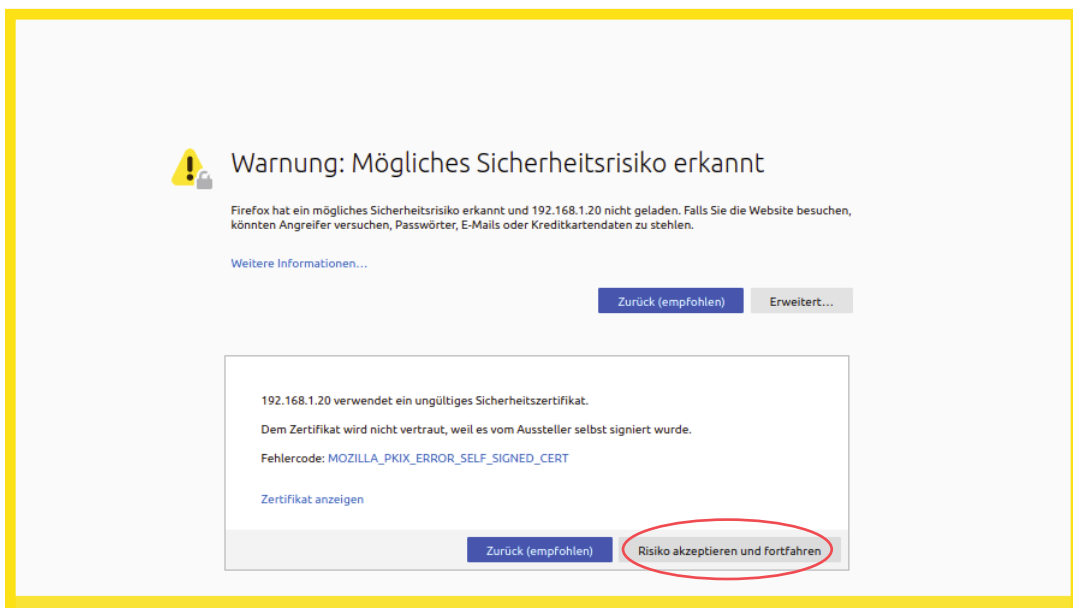 Warnung: Mögliches Sicherheitsrisiko erkannt
Firefox hat ein mögliches Sicherheitsrisiko erkannt und 192.168.1.20 nicht geladen. Falls Sie die Website besuchen,
könnten Angreifer versuchen, Passwörter, E-Mails oder Kreditkartendaten zu stehlen.
Weitere Informationen…
Zurück (empfohlen) Erweitert…
192.168.1.20 verwendet ein ungültiges Sicherheitszertifikat.
Dem Zertifikat wird nicht vertraut, weil es vom Aussteller selbst signiert wurde.
Fehlercode: MOZILLA_PKIX_ERROR_SELF_SIGNED_CERT
Zertifikat anzeigen
Zurück (empfohlen) Risiko akzeptieren und fortfahren